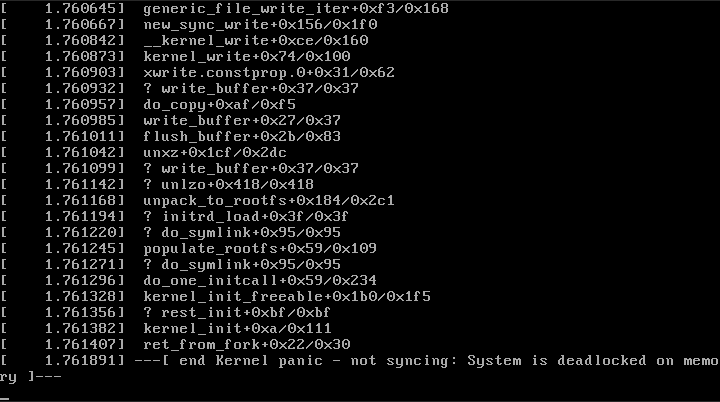 [    1.760645]  generic_file_write_iter+0xf3/0x168
[    1.760667]  new_sync_write+0x156/0x1f0
[    1.760842]  __kernel_write+0xce/0x160
[    1.760873]  kernel_write+0x74/0x100
[    1.760903]  xwrite.constprop.0+0x31/0x62
[    1.760932]  ? write_buffer+0x37/0x37
[    1.760957]  do_copy+0xaf/0xf5
[    1.760985]  write_buffer+0x27/0x37
[    1.761011]  flush_buffer+0x2b/0x83
[    1.761042]  unxz+0x1cf/0x2dc
[    1.761099]  ? write_buffer+0x37/0x37
[    1.761142]  ? unlzo+0x418/0x418
[    1.761168]  unpack_to_rootfs+0x184/0x2c1
[    1.761194]  ? initrd_load+0x3f/0x3f
[    1.761220]  ? do_symlink+0x95/0x95
[    1.761245]  populate_rootfs+0x59/0x109
[    1.761271]  ? do_symlink+0x95/0x95
[    1.761296]  do_one_initcall+0x59/0x234
[    1.761328]  kernel_init_freeable+0x1b0/0x1f5
[    1.761356]  ? rest_init+0xbf/0xbf
[    1.761382]  kernel_init+0xa/0x111
[    1.761407]  ret_from_fork+0x22/0x30
[    1.761891] ---[ end Kernel panic - not syncing: System is deadlocked on memo
ry ]---